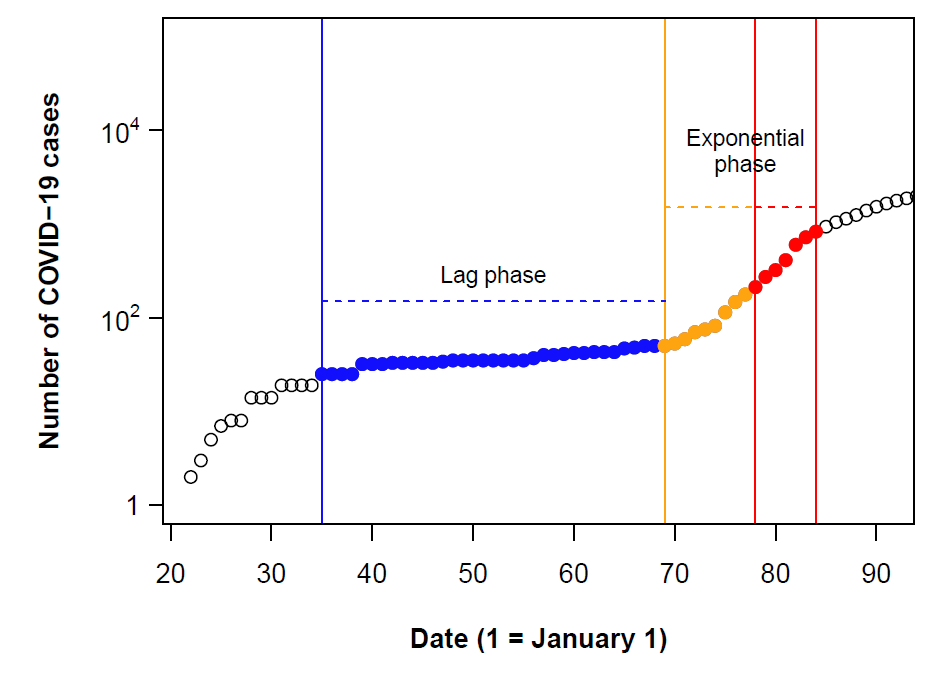 Number of COVID−19 cases
10^4
10^2
1
Exponential
phase
Lag phase
20 30 40 50 60 70 80 90
Date (1 = January 1)